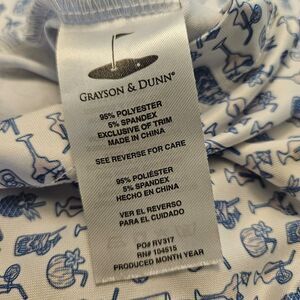 GRAYSON & DUNN®
95% POLYESTER
5% SPANDEX
EXCLUSIVE OF TRIM
MADE IN CHINA
SEE REVERSE FOR CARE
95% POLIÉSTER
5% SPANDEX
HECHO EN CHINA
VER EL REVERSO
PARA EL CUIDADO
PO# RV317
RN# 104615
PRODUCED MONTH YEAR